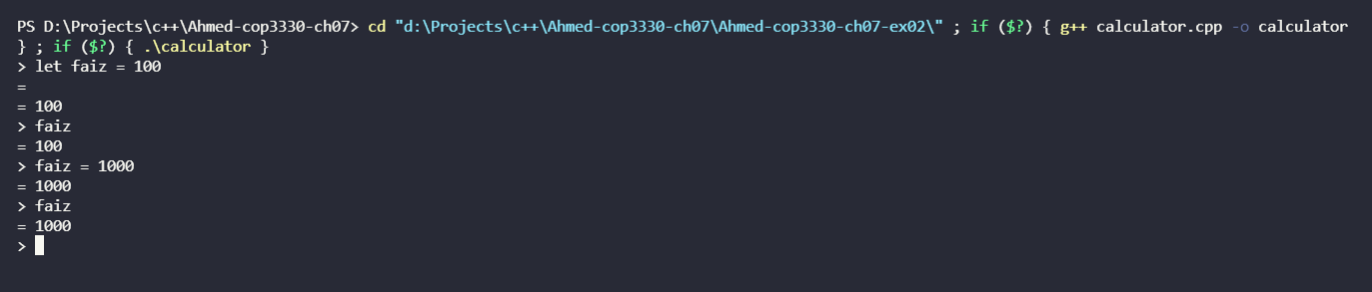 PS D:\Projects\c++\Ahmed-cop3330-ch07> cd "d:\Projects\c++\Ahmed-cop3330-ch07\Ahmed-cop3330-ch07-ex02\" ; if ($?) { g++ calculator.cpp -o calculator
} ; if ($?) { .\calculator }
> let faiz = 100
=
= 100
> faiz
= 100
> faiz = 1000
= 1000
> faiz
= 1000
>